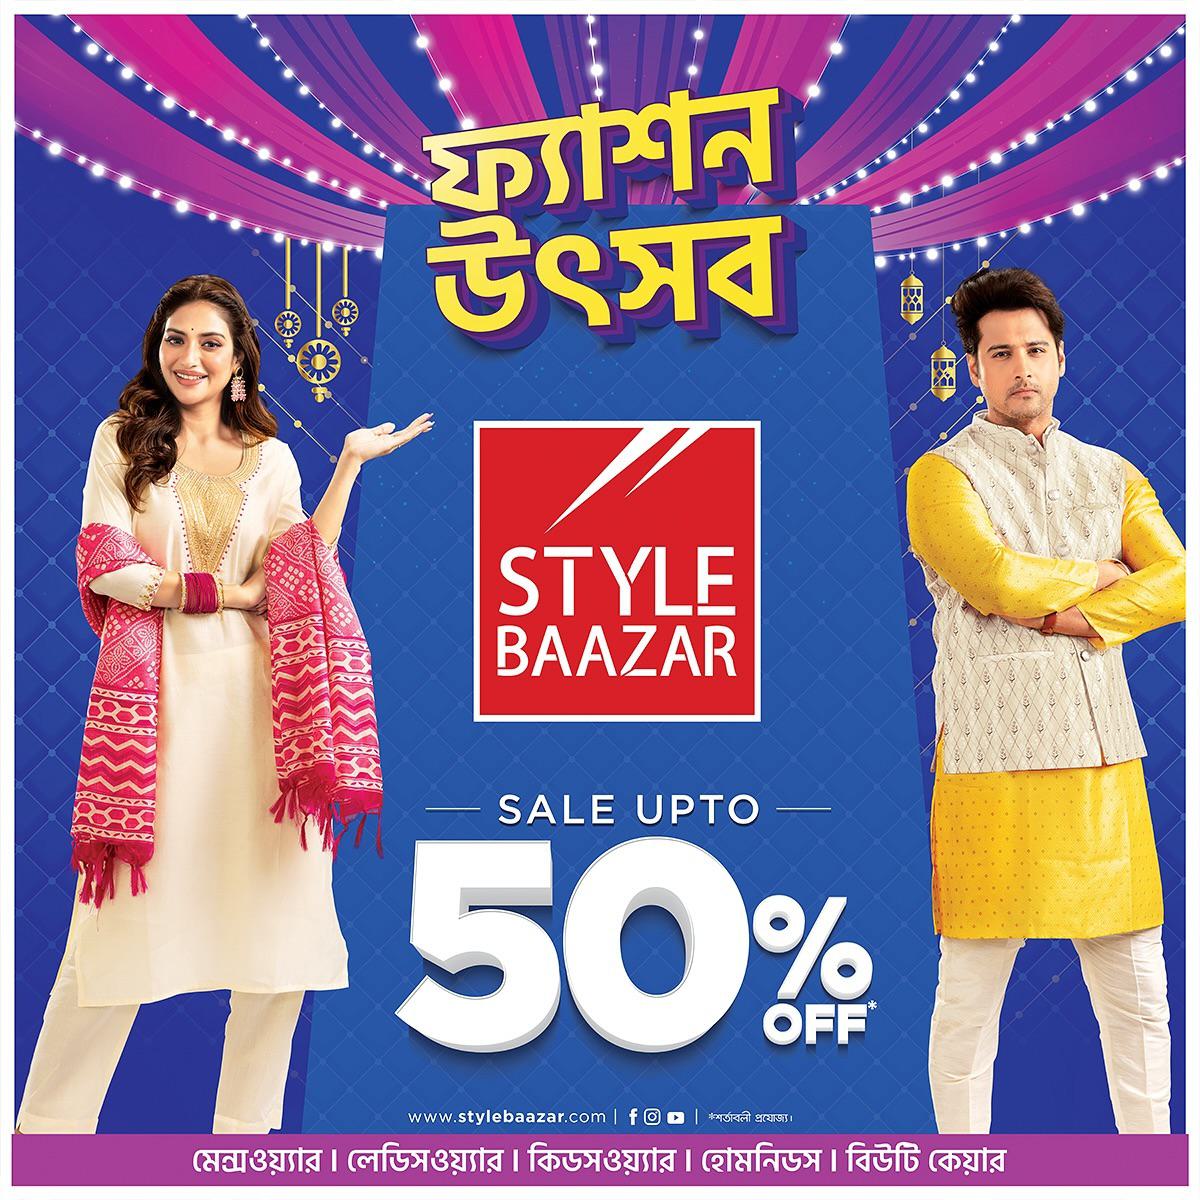 ফ্যাশন
উৎসব
STYLE
BAAZAR
SALE UPTO
50%
OFF*
www.stylebaazar.com | | *শর্তাবলী প্রযোজ্য।
মেন্সওয়্যার । লেডিসওয়্যার । কিডসওয়্যার । হোমনিডস । বিউটি কেয়ার